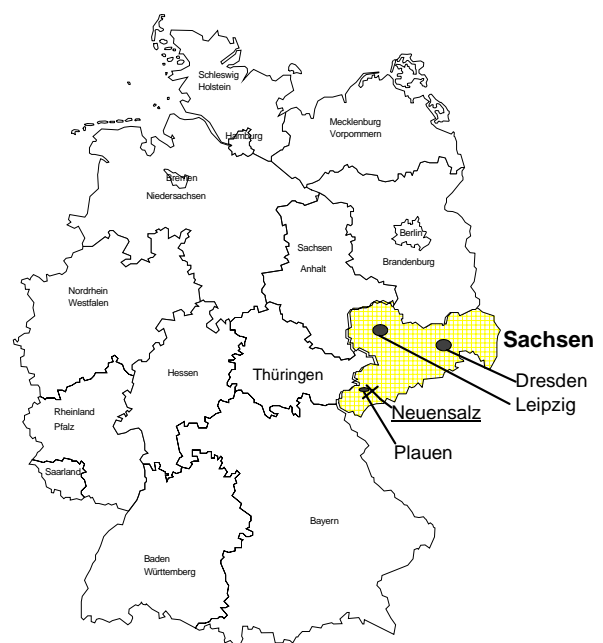 Schleswig
Holstein
Mecklenburg
Vorpommern
Hamburg
Bremen
Niedersachsen
Berlin
Brandenburg
Sachsen
Anhalt
Nordrhein
Westfalen
Sachsen
Hessen
Thüringen
Dresden
Leipzig
Neuensalz
Rheinland
Pfalz
Plauen
Saarland
Bayern
Baden
Württemberg